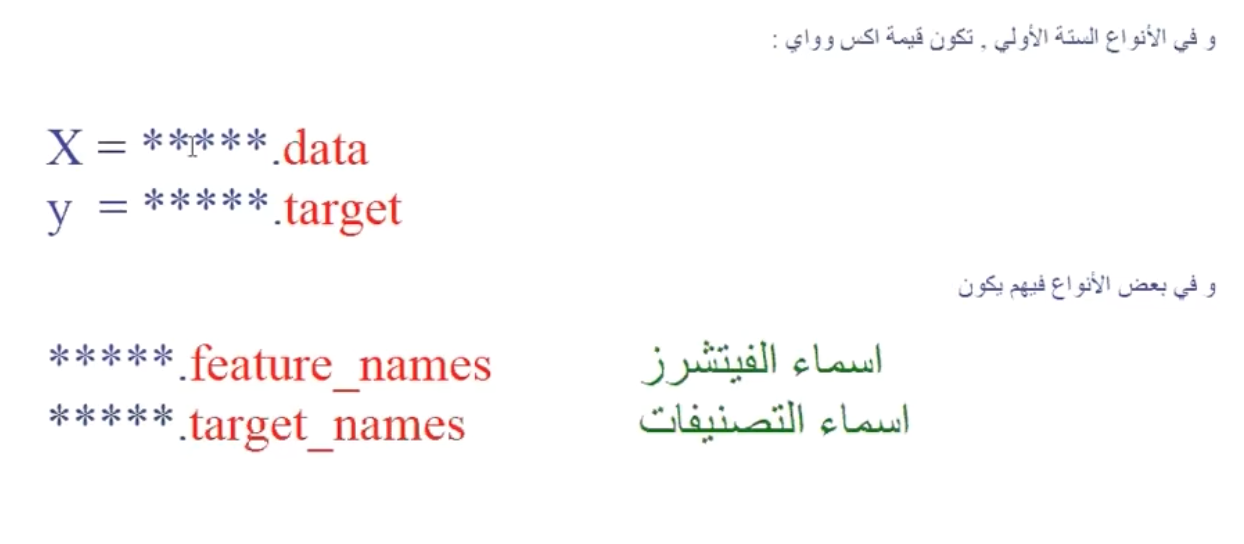 و في الأنواع الستة الأولي , تكون قيمة اكس وواي :
X = *****.data
y = *****.target
و في بعض الأنواع فيهم يكون
*****.feature_names اسماء الفيتشرز
*****.target_names اسماء التصنيفات